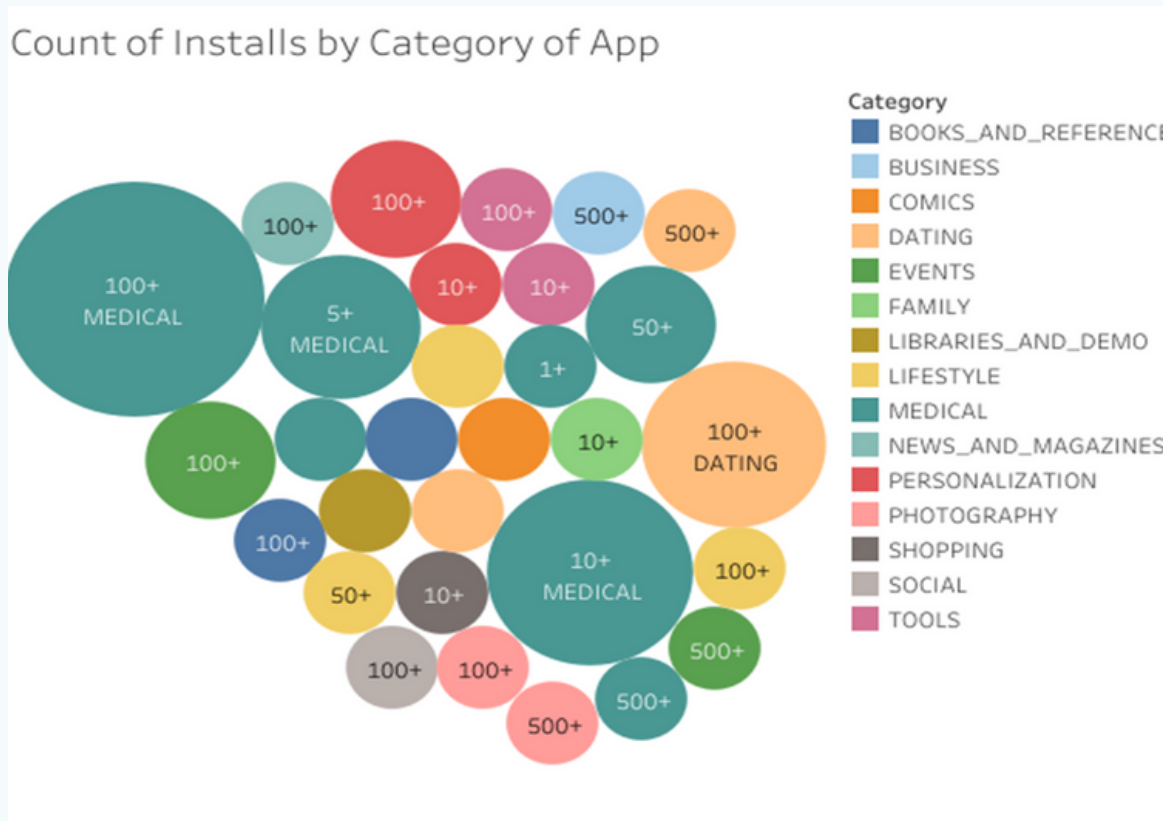 Count of Installs by Category of App
Category
BOOKS_AND_REFERENCE
BUSINESS
COMICS
DATING
EVENTS
FAMILY
LIBRARIES_AND_DEMO
LIFESTYLE
MEDICAL
NEWS_AND_MAGAZINES
PERSONALIZATION
PHOTOGRAPHY
SHOPPING
SOCIAL
TOOLS
100+
MEDICAL
100+
100+
100+
500+
500+
5+
MEDICAL
10+
10+
50+
1+
100+
10+
100+
DATING
100+
50+
10+
10+
MEDICAL
100+
100+
100+
500+
500+
500+